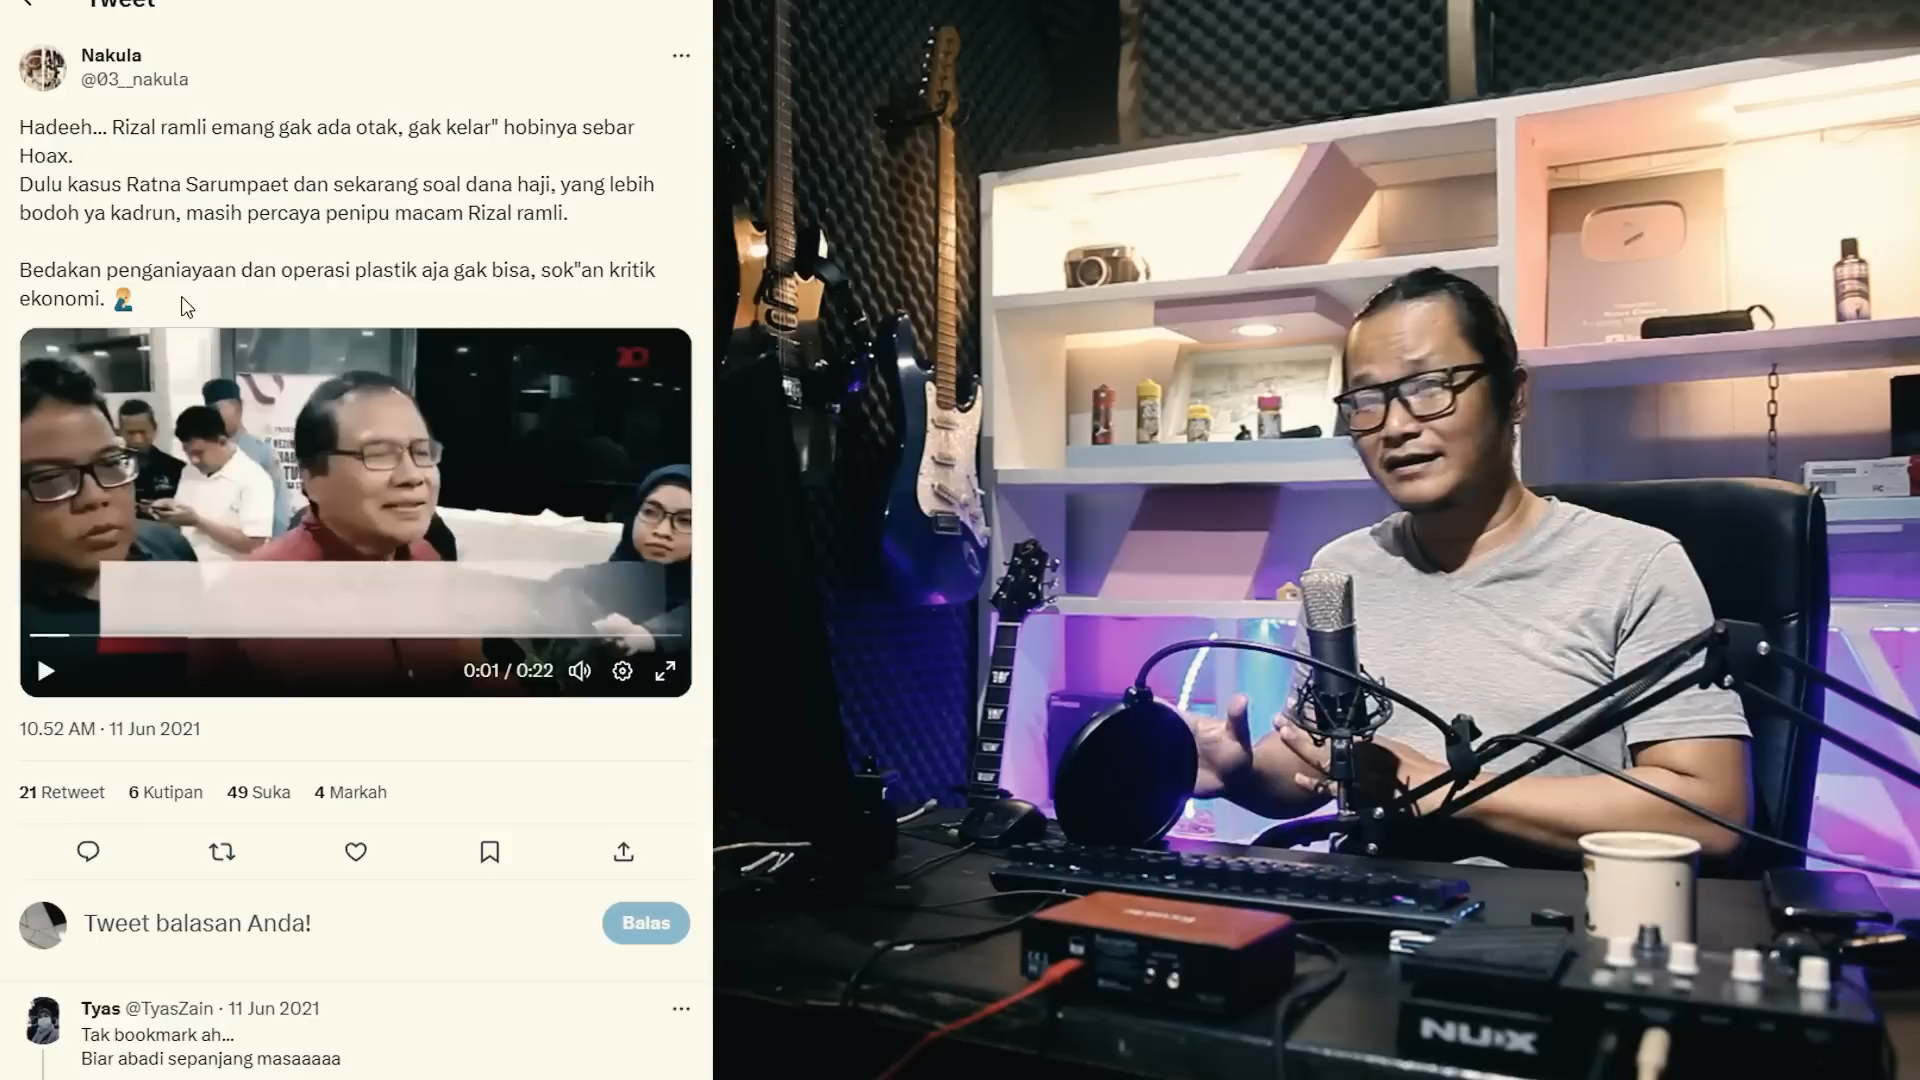 Tweet
Nakula
@03__nakula
Hadeeh... Rizal ramli emang gak ada otak, gak kelar" hobinya sebar
Hoax.
Dulu kasus Ratna Sarumpaet dan sekarang soal dana haji, yang lebih
bodoh ya kadrun, masih percaya penipu macam Rizal ramli.
Bedakan penganiayaan dan operasi plastik aja gak bisa, sok"an kritik
ekonomi.
0:01 / 0:22
10.52 AM · 11 Jun 2021
21 Retweet 6 Kutipan 49 Suka 4 Markah
Tweet balasan Anda!
Balas
Tyas @TyasZain · 11 Jun 2021
Tak bookmark ah...
Biar abadi sepanjang masaaaaa
NUX